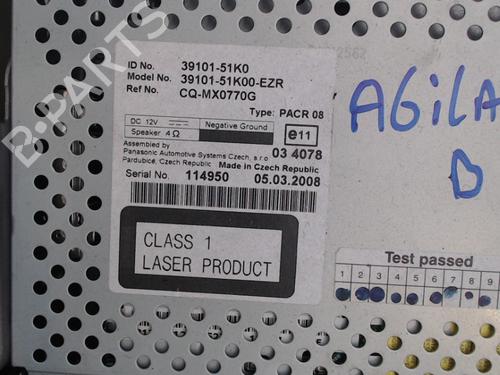 ID No. 39101-51K0
Model No. 39101-51K00-EZR
Ref No. CQ-MX0770G
Type: PACR 08
DC 12V
Speaker 4 Ω
Negative Ground
e11
03 4078
Assembled by
Panasonic Automotive Systems Czech, s.r.o
Pardubice, Czech Republic Made in Czech Republic
Serial No. 114950 05.03.2008
CLASS 1
LASER PRODUCT
AGILA
B
Test passed
1 2 3 4 5 6 7 8 9